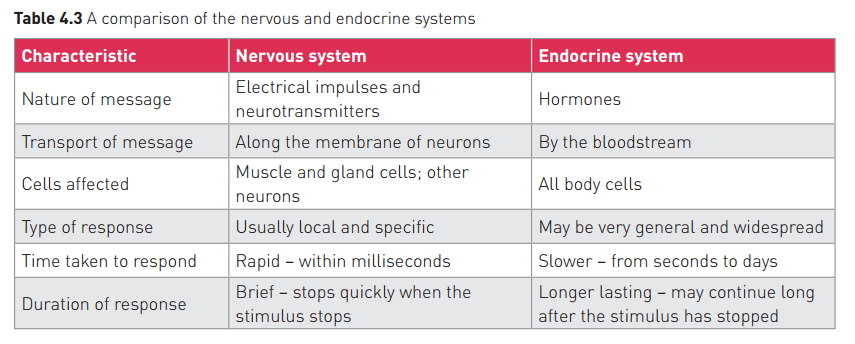 Table 4.3 A comparison of the nervous and endocrine systems
Characteristic Nervous system Endocrine system
Nature of message Electrical impulses and neurotransmitters Hormones
Transport of message Along the membrane of neurons By the bloodstream
Cells affected Muscle and gland cells; other neurons All body cells
Type of response Usually local and specific May be very general and widespread
Time taken to respond Rapid – within milliseconds Slower – from seconds to days
Duration of response Brief – stops quickly when the stimulus stops Longer lasting – may continue long after the stimulus has stopped